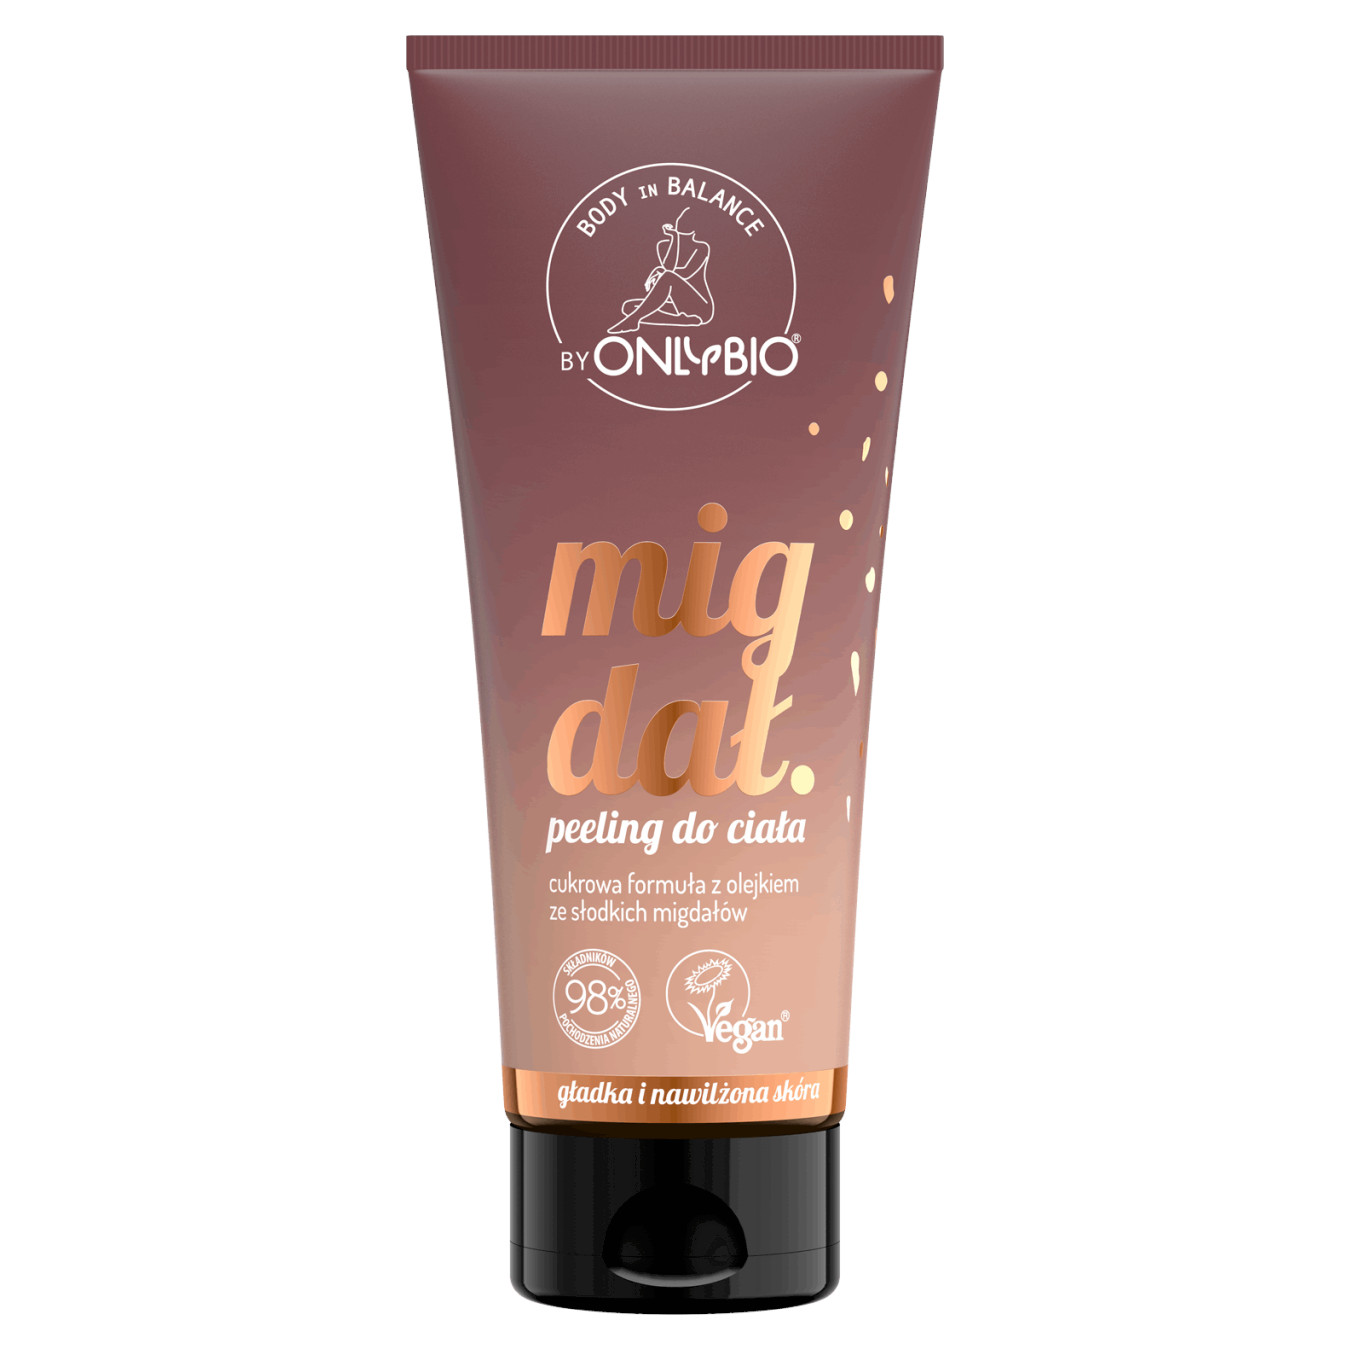 BODY IN BALANCE
BY ONLYBIO®
mig
dał.
peeling do ciała
cukrowa formuła z olejkiem
ze słodkich migdałów
SKŁADNIKÓW
98%
POCHODZENIA NATURALNEGO
Vegan®
gładka i nawilżona skóra